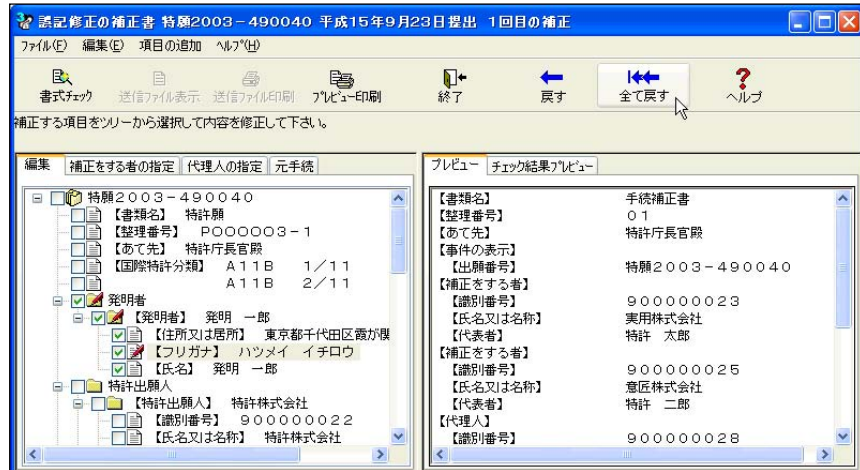 誤記修正の補正書 特願2003-490040 平成15年9月23日提出 1回目の補正
ファイル(F) 編集(E) 項目の追加 ヘルプ(H)
書式チェック 送信ファイル表示 送信ファイル印刷 プレビュー印刷 終了 戻す 全て戻す ヘルプ
補正する項目をツリーから選択して内容を修正して下さい。
編集 補正をする者の指定 代理人の指定 元手続
特願2003-490040
【書類名】 特許願
【整理番号】 P000003-1
【あて先】 特許庁長官殿
【国際特許分類】 A11B 1/11
A11B 2/11
発明者
【発明者】 発明 一郎
【住所又は居所】 東京都千代田区霞が関
【フリガナ】 ハツメイ イチロウ
【氏名】 発明 一郎
特許出願人
【特許出願人】 特許株式会社
【識別番号】 900000022
【氏名又は名称】 特許株式会社
プレビュー チェック結果プレビュー
【書類名】 手続補正書
【整理番号】 01
【あて先】 特許庁長官殿
【事件の表示】
【出願番号】 特願2003-490040
【補正をする者】
【識別番号】 900000023
【氏名又は名称】 実用株式会社
【代表者】 特許 太郎
【補正をする者】
【識別番号】 900000025
【氏名又は名称】 意匠株式会社
【代表者】 特許 二郎
【代理人】
【識別番号】 900000028